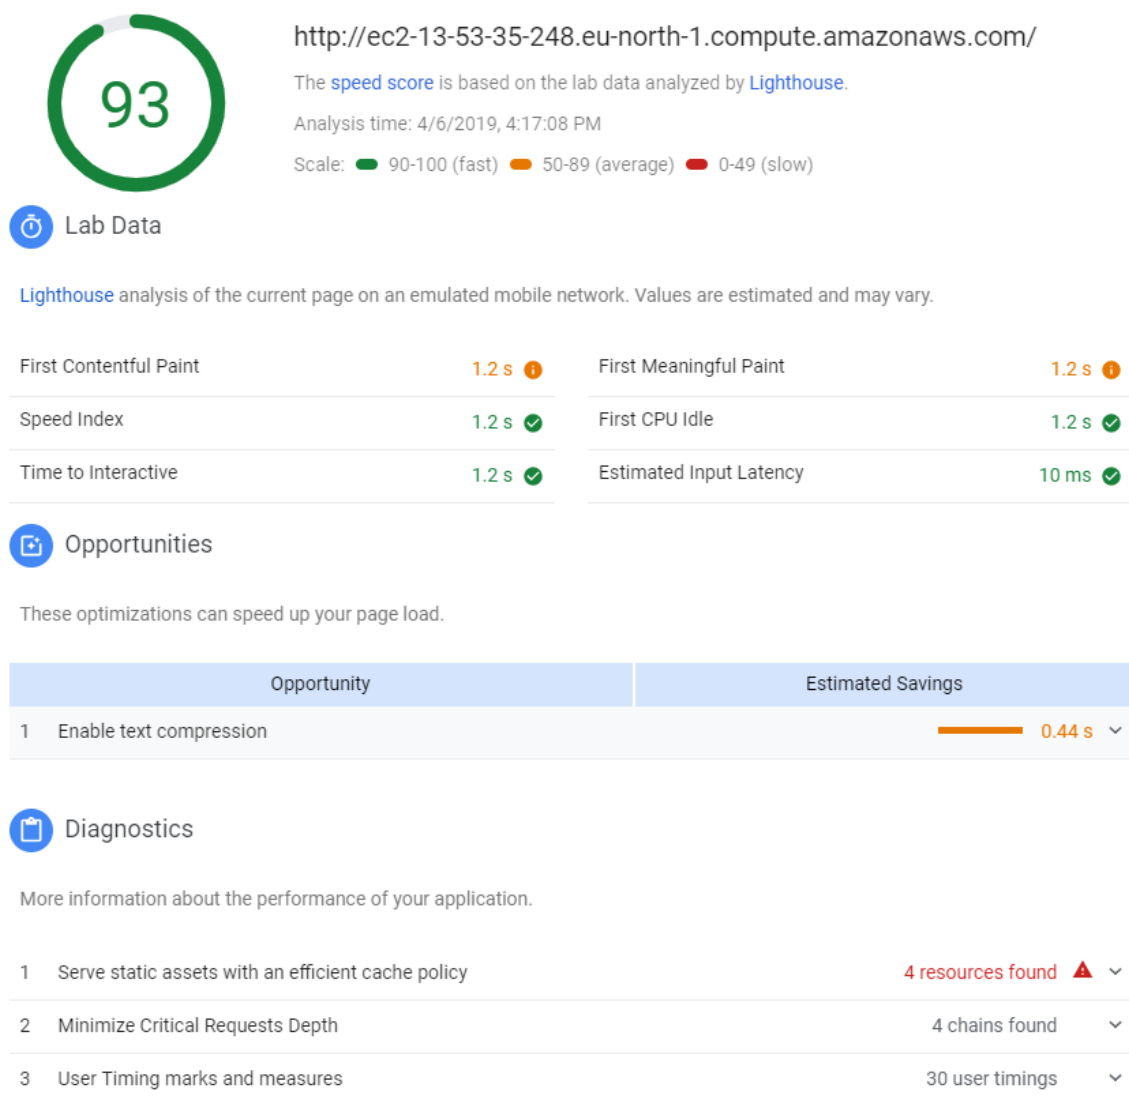 93
http://ec2-13-53-35-248.eu-north-1.compute.amazonaws.com/
The speed score is based on the lab data analyzed by Lighthouse.
Analysis time: 4/6/2019, 4:17:08 PM
Scale: 90-100 (fast) 50-89 (average) 0-49 (slow)
Lab Data
Lighthouse analysis of the current page on an emulated mobile network. Values are estimated and may vary.
First Contentful Paint 1.2 s
First Meaningful Paint 1.2 s
Speed Index 1.2 s
First CPU Idle 1.2 s
Time to Interactive 1.2 s
Estimated Input Latency 10 ms
Opportunities
These optimizations can speed up your page load.
Opportunity Estimated Savings
1 Enable text compression 0.44 s
Diagnostics
More information about the performance of your application.
1 Serve static assets with an efficient cache policy 4 resources found
2 Minimize Critical Requests Depth 4 chains found
3 User Timing marks and measures 30 user timings